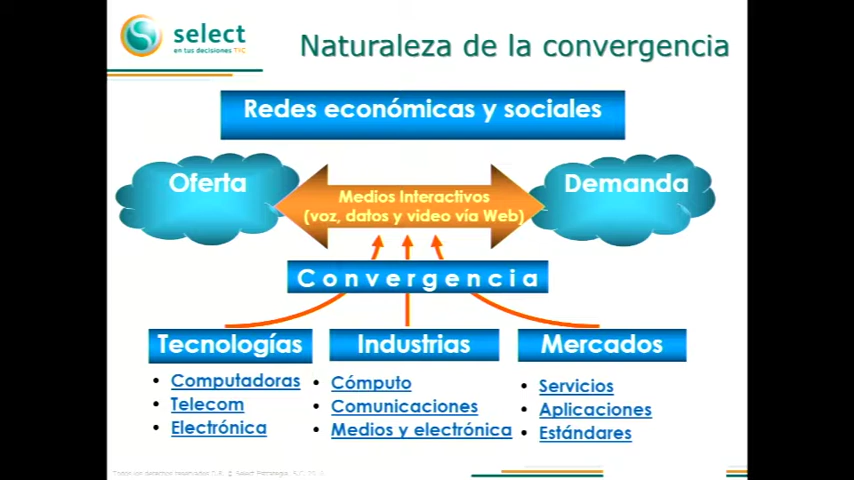 select
en tus decisiones TIC
Naturaleza de la convergencia
Redes económicas y sociales
Oferta
Medios Interactivos
(voz, datos y video vía Web)
Demanda
Convergencia
Tecnologías
Industrias
Mercados
• Computadoras
• Telecom
• Electrónica
• Cómputo
• Comunicaciones
• Medios y electrónica
• Servicios
• Aplicaciones
• Estándares